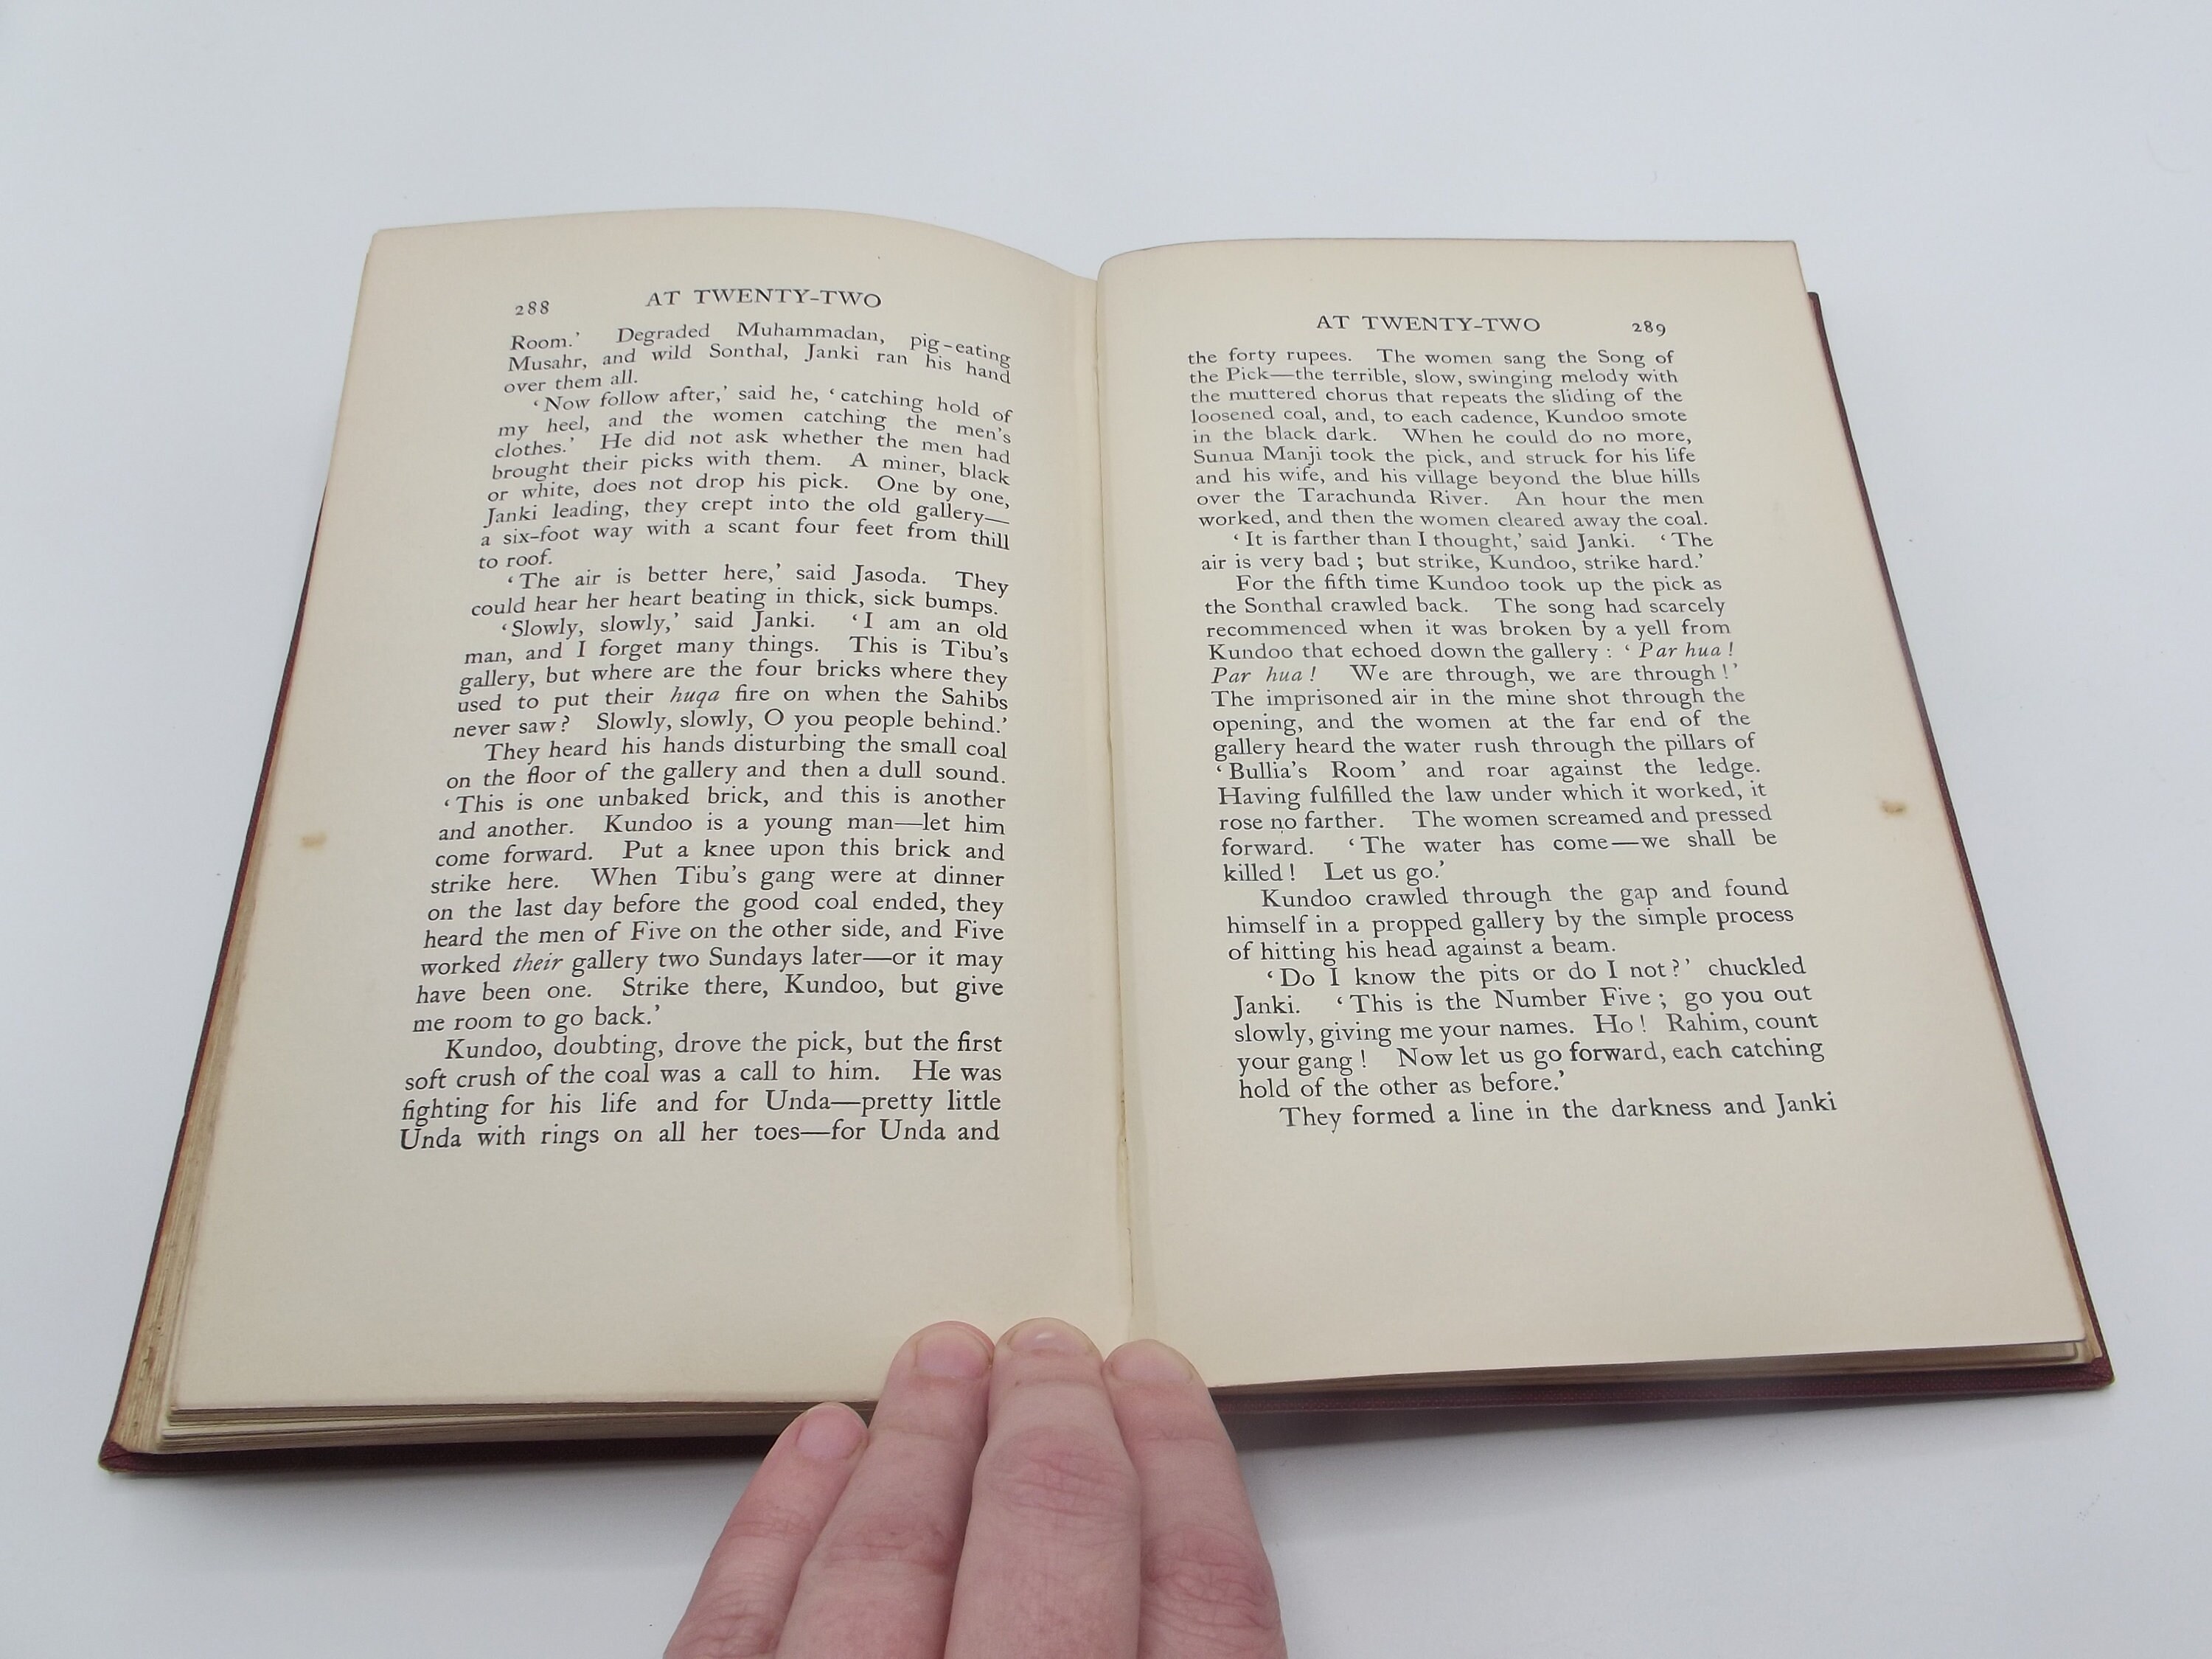 288 AT TWENTY-TWO
Room.’ Degraded Muhammadan, pig-eating
Musahr, and wild Sonthal, Janki ran his hand
over them all.
‘Now follow after,’ said he, ‘catching hold of
my heel, and the women catching the men’s
clothes.’ He did not ask whether the men had
brought their picks with them. A miner, black
or white, does not drop his pick. One by one,
Janki leading, they crept into the old gallery—
a six-foot way with a scant four feet from thill
to roof.
‘The air is better here,’ said Jasoda. They
could hear her heart beating in thick, sick bumps.
‘Slowly, slowly,’ said Janki. ‘I am an old
man, and I forget many things. This is Tibu’s
gallery, but where are the four bricks where they
used to put their huqa fire on when the Sahibs
never saw? Slowly, slowly, O you people behind.’
They heard his hands disturbing the small coal
on the floor of the gallery and then a dull sound.
‘This is one unbaked brick, and this is another
and another. Kundoo is a young man—let him
come forward. Put a knee upon this brick and
strike here. When Tibu’s gang were at dinner
on the last day before the good coal ended, they
heard the men of Five on the other side, and Five
worked their gallery two Sundays later—or it may
have been one. Strike there, Kundoo, but give
me room to go back.’
Kundoo, doubting, drove the pick, but the first
soft crush of the coal was a call to him. He was
fighting for his life and for Unda—pretty little
Unda with rings on all her toes—for Unda and
AT TWENTY-TWO 289
the forty rupees. The women sang the Song of
the Pick—the terrible, slow, swinging melody with
the muttered chorus that repeats the sliding of the
loosened coal, and, to each cadence, Kundoo smote
in the black dark. When he could do no more,
Sunua Manji took the pick, and struck for his life
and his wife, and his village beyond the blue hills
over the Tarachunda River. An hour the men
worked, and then the women cleared away the coal.
‘It is farther than I thought,’ said Janki. ‘The
air is very bad; but strike, Kundoo, strike hard.’
For the fifth time Kundoo took up the pick as
the Sonthal crawled back. The song had scarcely
recommenced when it was broken by a yell from
Kundoo that echoed down the gallery: ‘Par hua!
Par hua! We are through, we are through!’
The imprisoned air in the mine shot through the
opening, and the women at the far end of the
gallery heard the water rush through the pillars of
‘Bullia’s Room’ and roar against the ledge.
Having fulfilled the law under which it worked, it
rose no farther. The women screamed and pressed
forward. ‘The water has come—we shall be
killed! Let us go.’
Kundoo crawled through the gap and found
himself in a propped gallery by the simple process
of hitting his head against a beam.
‘Do I know the pits or do I not?’ chuckled
Janki. ‘This is the Number Five; go you out
slowly, giving me your names. Ho! Rahim, count
your gang! Now let us go forward, each catching
hold of the other as before.’
They formed a line in the darkness and Janki